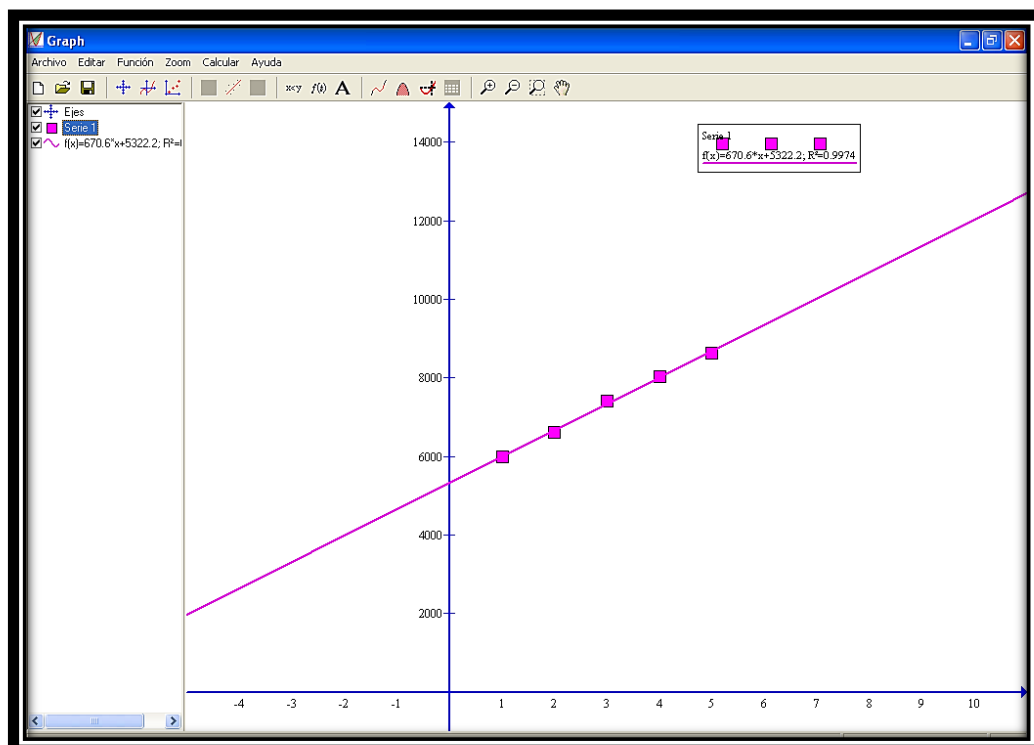 Graph
Archivo Editar Función Zoom Calcular Ayuda
x=y f(x) A
Ejes
Serie 1
f(x)=670.6*x+5322.2; R²=
Serie 1
f(x)=670.6*x+5322.2; R²=0.9974
14000
12000
10000
8000
6000
4000
2000
-4 -3 -2 -1 1 2 3 4 5 6 7 8 9 10